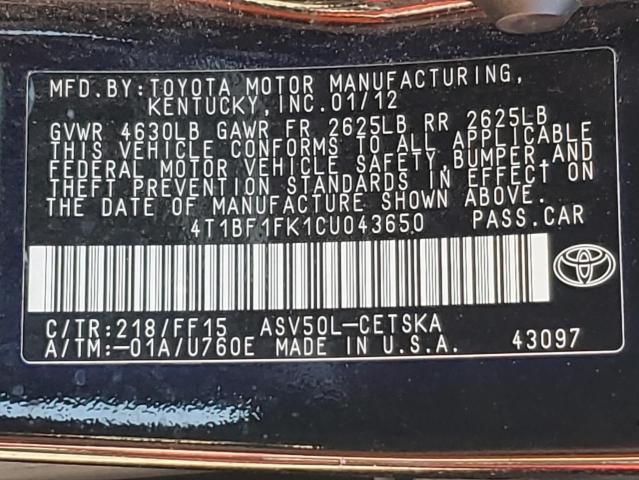 MFD.BY:TOYOTA MOTOR MANUFACTURING,
KENTUCKY,INC.01/12
GVWR 4630LB GAWR FR 2625LB RR 2625LB
THIS VEHICLE CONFORMS TO ALL APPLICABLE
FEDERAL MOTOR VEHICLE SAFETY,BUMPER,AND
THEFT PREVENTION STANDARDS IN EFFECT ON
THE DATE OF MANUFACTURE SHOWN ABOVE.
4T1BF1FK1CU043650 PASS.CAR
C/TR:218/FF15 ASV50L-CETSKA
A/TM:-01A/U760E MADE IN U.S.A. 43097